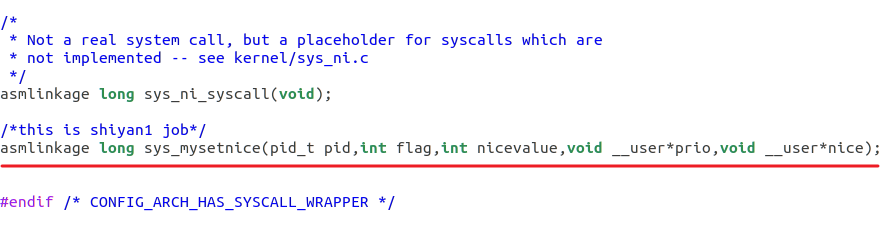 /*
 * Not a real system call, but a placeholder for syscalls which are
 * not implemented -- see kernel/sys_ni.c
 */
asmlinkage long sys_ni_syscall(void);
/*this is shiyan1 job*/
asmlinkage long sys_mysetnice(pid_t pid,int flag,int nicevalue,void __user*prio,void __user*nice);
#endif /* CONFIG_ARCH_HAS_SYSCALL_WRAPPER */